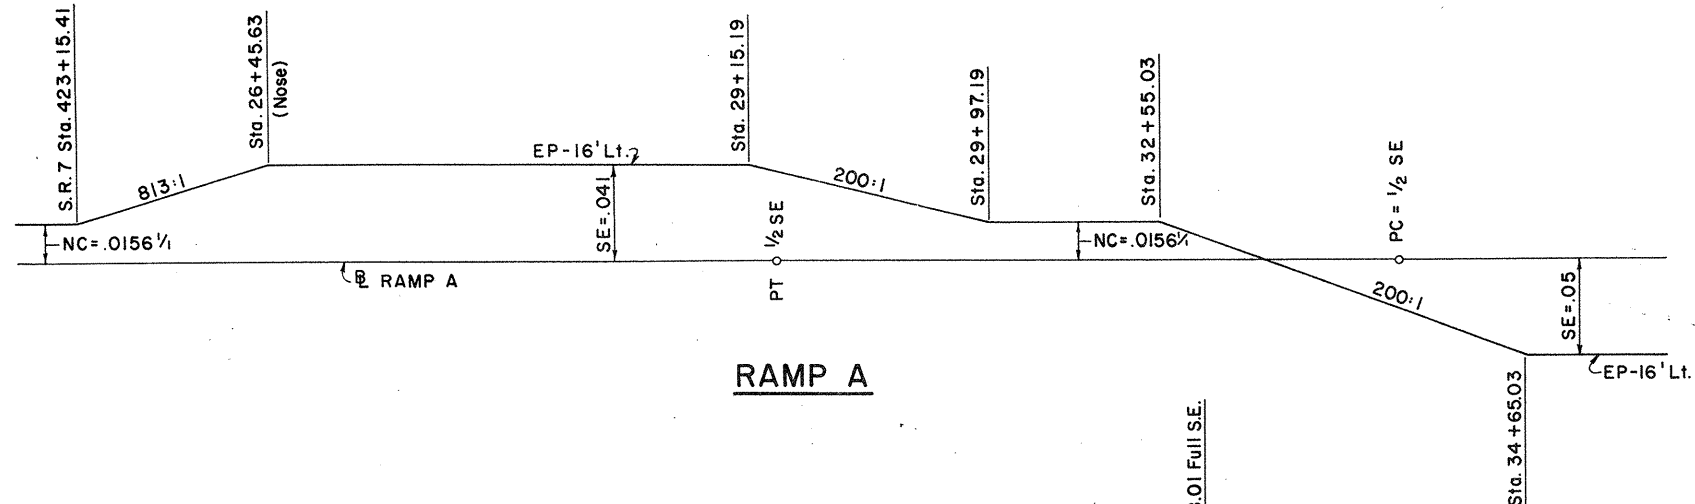 S.R. 7 Sta. 423+15.41
Sta. 26+45.63
(Nose)
Sta. 29+15.19
Sta. 29+97.19
Sta. 32+55.03
813:1
EP-16' Lt.
200:1
SE=.041
1/2 SE
PC = 1/2 SE
NC=.0156 1/1
NC=.0156 1/1
℄ RAMP A
PT
200:1
SE=.05
EP-16' Lt.
RAMP A
Sta. 34+65.03
.01 Full S.E.